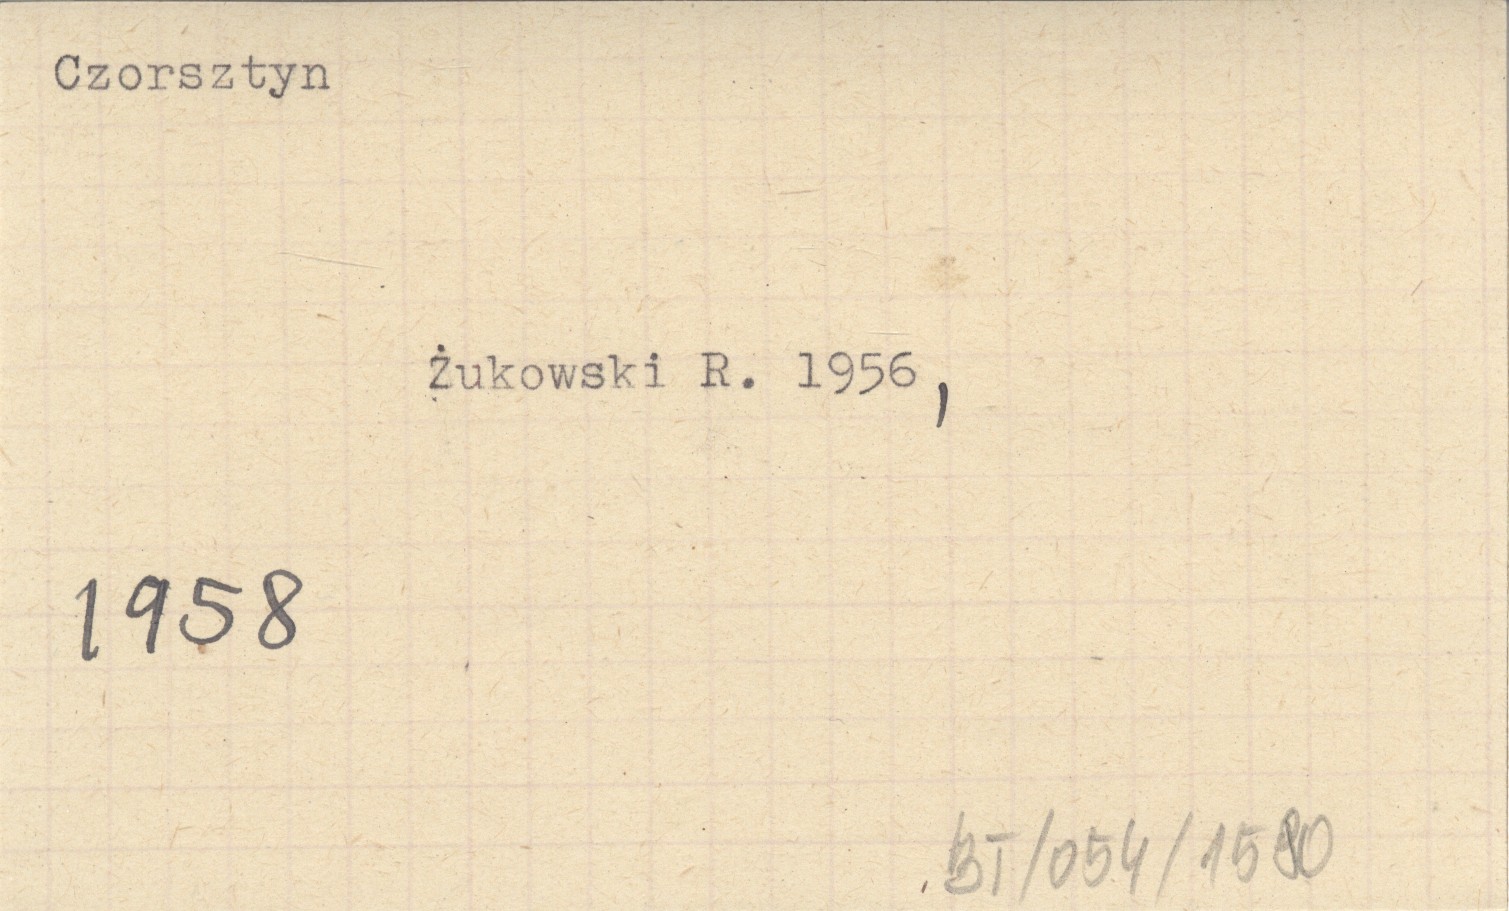 Czorsztyn
Żukowski R. 1956,
1958
BT/054/1580